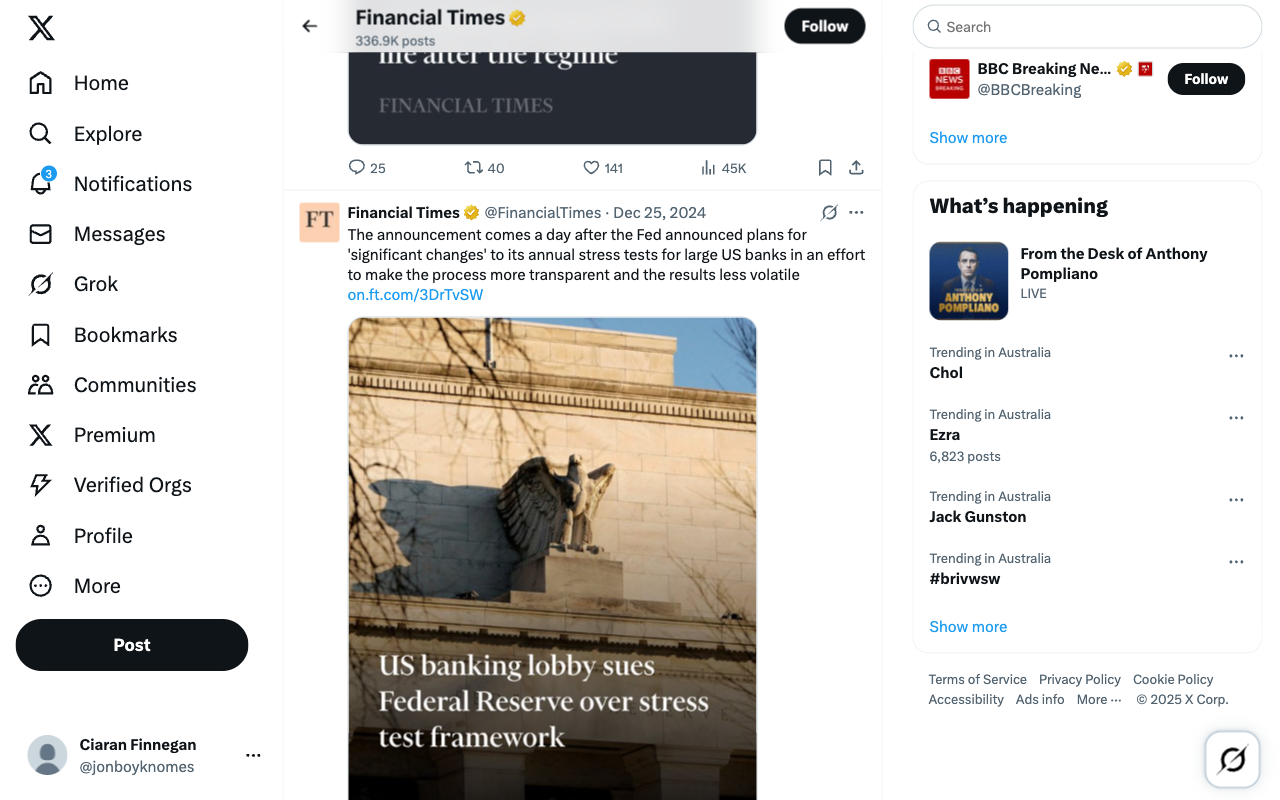 Home
Explore
3
Notifications
Messages
Grok
Bookmarks
Communities
Premium
Verified Orgs
Profile
More
Post
Ciaran Finnegan
@jonboyknomes
Financial Times
336.9K posts
Follow
life after the regime
FINANCIAL TIMES
25
40
141
45K
FT
Financial Times @FinancialTimes · Dec 25, 2024
The announcement comes a day after the Fed announced plans for
'significant changes' to its annual stress tests for large US banks in an effort
to make the process more transparent and the results less volatile
on.ft.com/3DrTvSW
US banking lobby sues
Federal Reserve over stress
test framework
Search
BBC
NEWS
BREAKING
BBC Breaking Ne...
@BBCBreaking
Follow
Show more
What's happening
ANTHONY
POMPLIANO
From the Desk of Anthony
Pompliano
LIVE
Trending in Australia
Chol
Trending in Australia
Ezra
6,823 posts
Trending in Australia
Jack Gunston
Trending in Australia
#brivwsw
Show more
Terms of Service Privacy Policy Cookie Policy
Accessibility Ads info More ··· © 2025 X Corp.